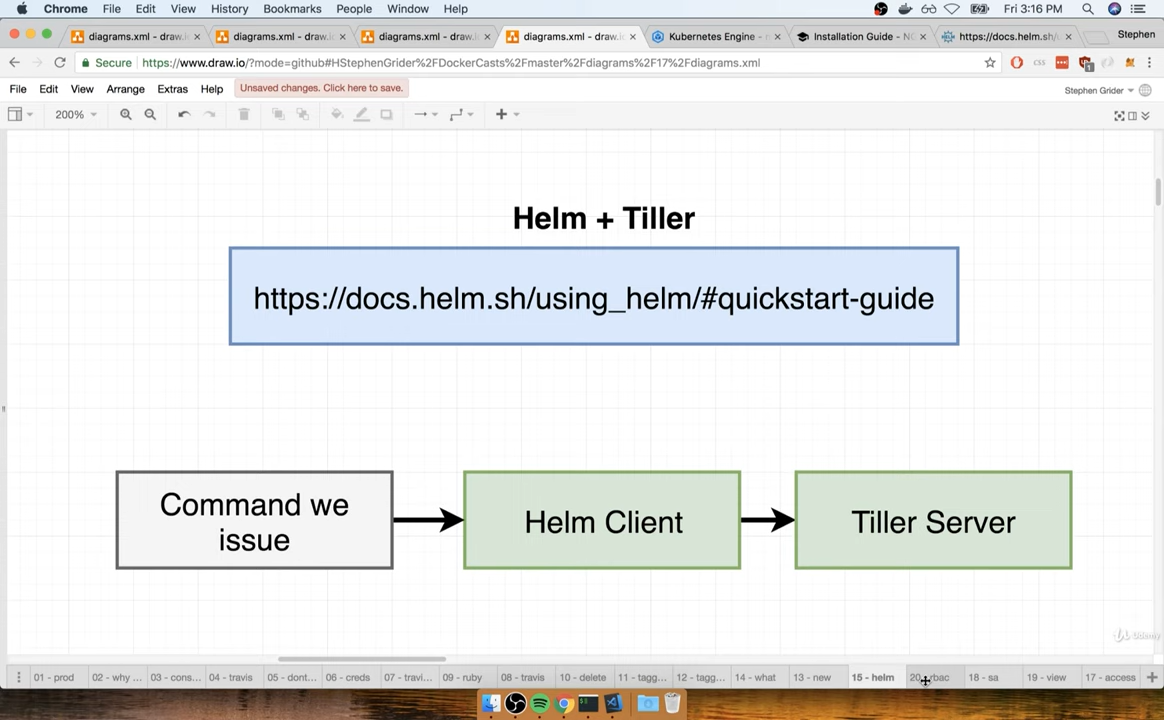 Chrome File Edit View History Bookmarks People Window Help Fri 3:16 PM
diagrams.xml - draw.i diagrams.xml - draw.i diagrams.xml - draw.i diagrams.xml - draw.i Kubernetes Engine - Installation Guide - NG https://docs.helm.sh/ Stephen
Secure https://www.draw.io/?mode=github#HStephenGrider%2FDockerCasts%2Fmaster%2Fdiagrams%2F17%2Fdiagrams.xml css 1
File Edit View Arrange Extras Help Unsaved changes. Click here to save. Stephen Grider
200%
Helm + Tiller
https://docs.helm.sh/using_helm/#quickstart-guide
Command we
issue
Helm Client
Tiller Server
Udemy
01 - prod 02 - why ... 03 - cons... 04 - travis 05 - dont... 06 - creds 07 - travi... 09 - ruby 08 - travis 10 - delete 11 - tagg... 12 - tagg... 14 - what 13 - new 15 - helm 18 - sa 19 - view 17 - access